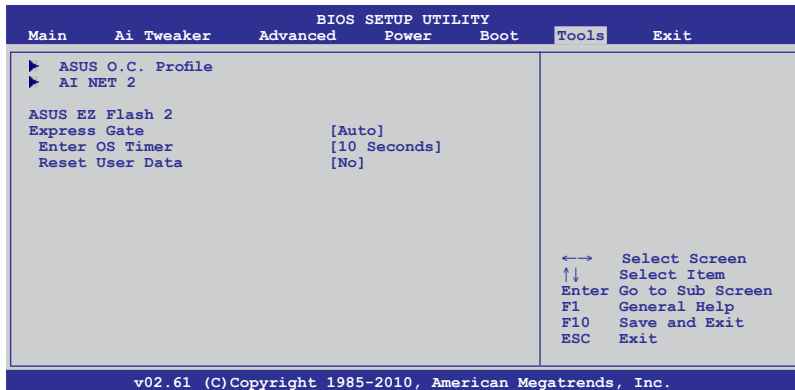 BIOS SETUP UTILITY
Main Ai Tweaker Advanced Power Boot Tools Exit
ASUS O.C. Profile
AI NET 2
ASUS EZ Flash 2
Express Gate [Auto]
Enter OS Timer [10 Seconds]
Reset User Data [No]
←→ Select Screen
↑↓ Select Item
Enter Go to Sub Screen
F1 General Help
F10 Save and Exit
ESC Exit
v02.61 (C)Copyright 1985-2010, American Megatrends, Inc.